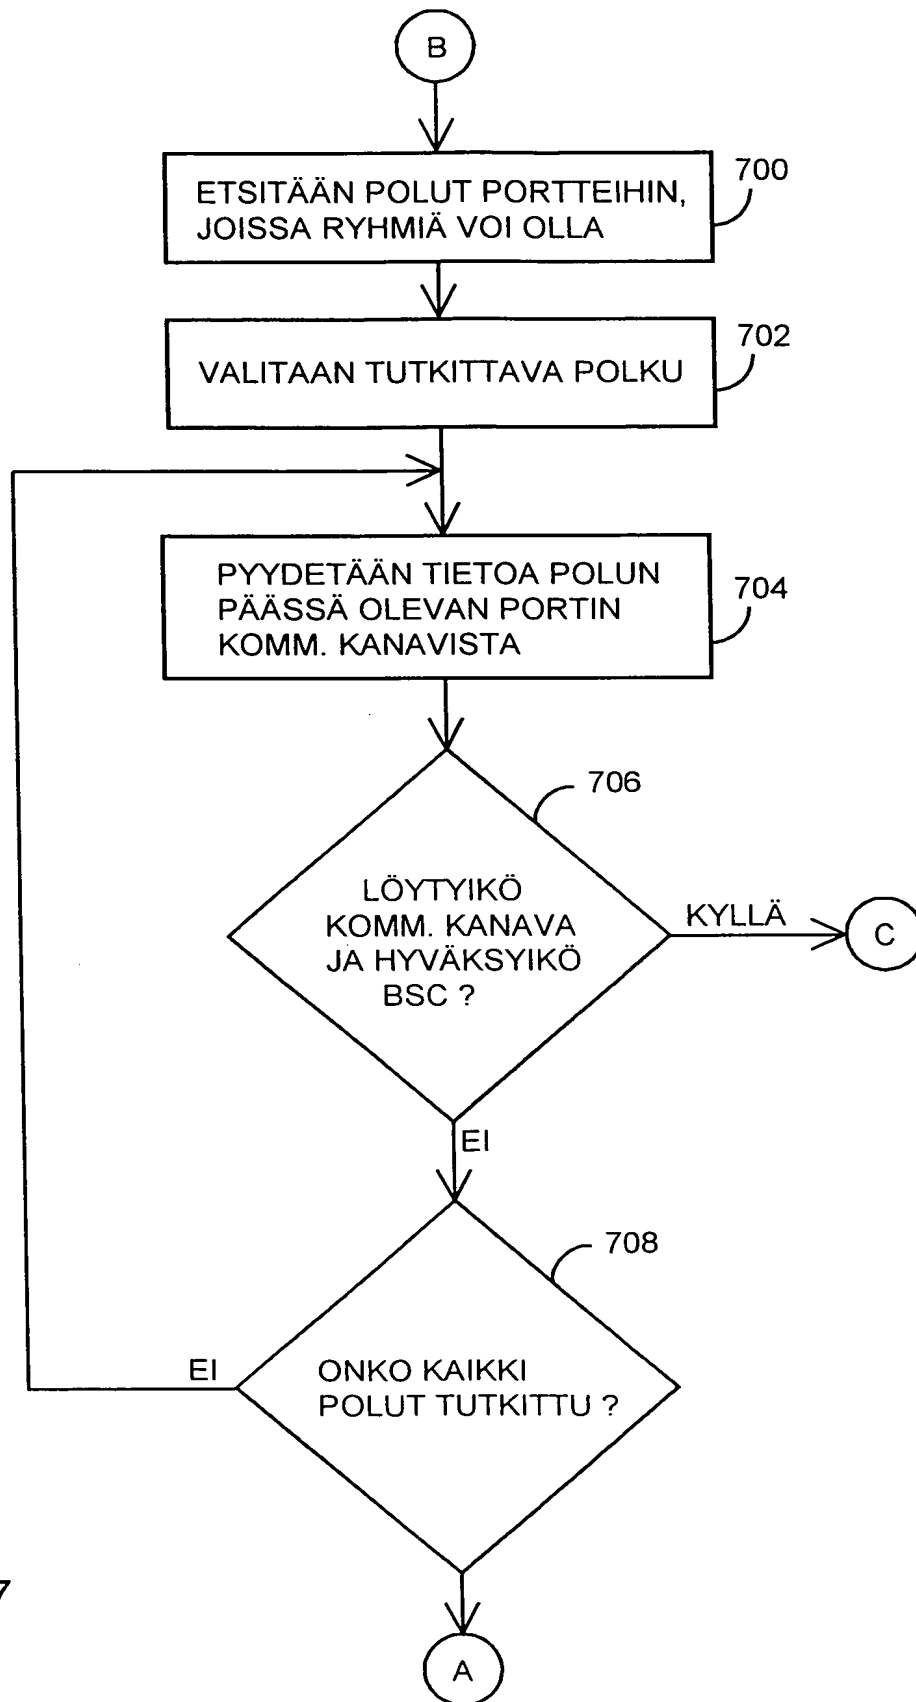 B
ETSITÄÄN POLUT PORTTEIHIN,
JOISSA RYHMIÄ VOI OLLA
700
VALITAAN TUTKITTAVA POLKU
702
PYYDETÄÄN TIETOA POLUN
PÄÄSSÄ OLEVAN PORTIN
KOMM. KANAVISTA
704
706
LÖYTYIKÖ
KOMM. KANAVA
JA HYVÄKSYIKÖ
BSC ?
KYLLÄ
C
EI
708
EI
ONKO KAIKKI
POLUT TUTKITTU ?
7
A